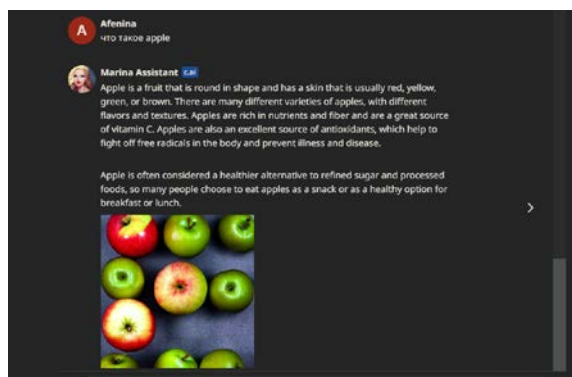 A
Afenina
что такое apple
Marina Assistant c.ai
Apple is a fruit that is round in shape and has a skin that is usually red, yellow,
green, or brown. There are many different varieties of apples, with different
flavors and textures. Apples are rich in nutrients and fiber and are a great source
of vitamin C. Apples are also an excellent source of antioxidants, which help to
fight off free radicals in the body and prevent illness and disease.
Apple is often considered a healthier alternative to refined sugar and processed
foods, so many people choose to eat apples as a snack or as a healthy option for
breakfast or lunch.